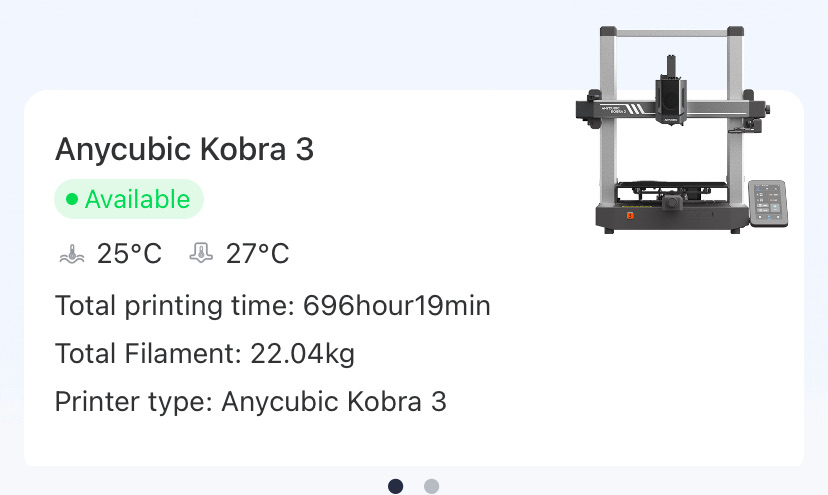 Anycubic Kobra 3
Available
25°C 27°C
Total printing time: 696hour19min
Total Filament: 22.04kg
Printer type: Anycubic Kobra 3